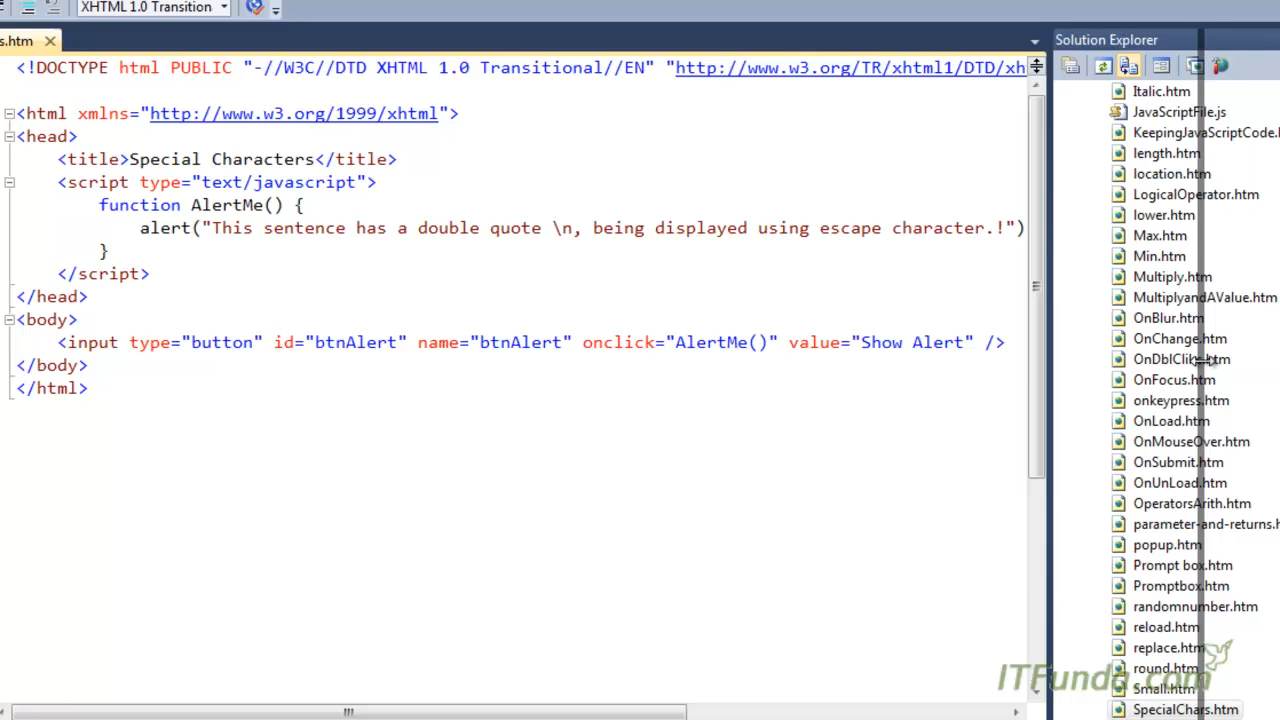 XHTML 1.0 Transition
s.htm
Solution Explorer
<!DOCTYPE html PUBLIC "-//W3C//DTD XHTML 1.0 Transitional//EN" "http://www.w3.org/TR/xhtml1/DTD/xh
<html xmlns="http://www.w3.org/1999/xhtml">
<head>
<title>Special Characters</title>
<script type="text/javascript">
function AlertMe() {
alert("This sentence has a double quote \n, being displayed using escape character.!")
}
</script>
</head>
<body>
<input type="button" id="btnAlert" name="btnAlert" onclick="AlertMe()" value="Show Alert" />
</body>
</html>
Italic.htm
JavaScriptFile.js
KeepingJavaScriptCode.h
length.htm
location.htm
LogicalOperator.htm
lower.htm
Max.htm
Min.htm
Multiply.htm
MultiplyandAValue.htm
OnBlur.htm
OnChange.htm
OnFocus.htm
onkeypress.htm
OnLoad.htm
OnMouseOver.htm
OnSubmit.htm
OnUnLoad.htm
OperatorsArith.htm
parameter-and-returns.h
popup.htm
Prompt box.htm
Promptbox.htm
randomnumber.htm
reload.htm
replace.htm
round.htm
Small.htm
SpecialChars.htm
ITFunda.com